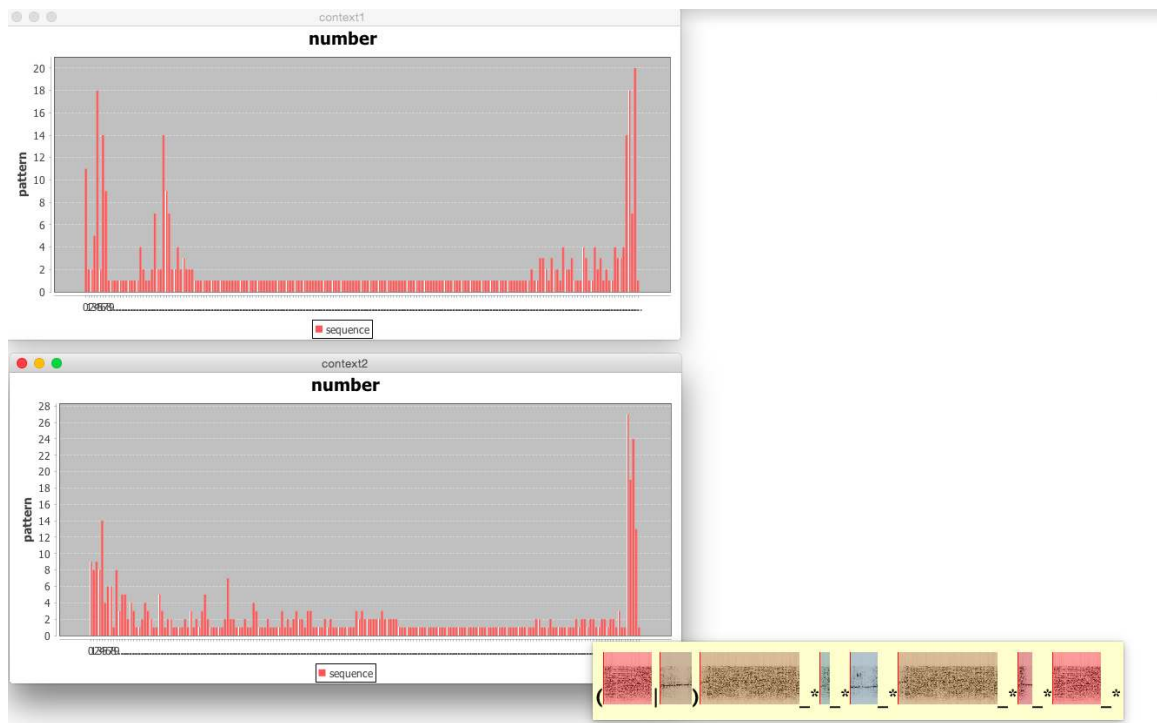 context1
number
20
18
16
14
12
10
8
6
4
2
0
pattern
sequence
context2
number
28
26
24
22
20
18
16
14
12
10
8
6
4
2
0
pattern
sequence
( | ) _* _* _* _* _* _*